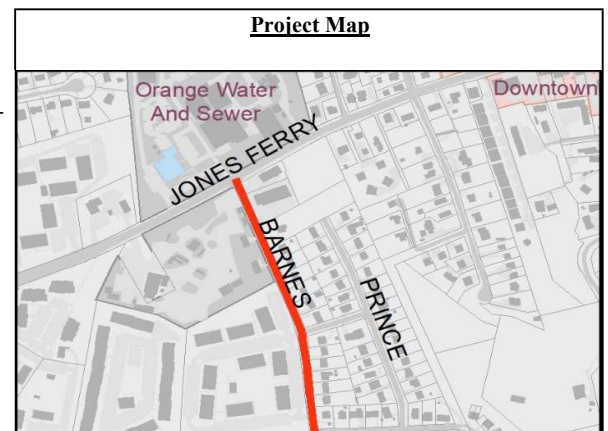 Project Map
Orange Water
And Sewer
Downtown
JONES FERRY
BARNES
PRINCE